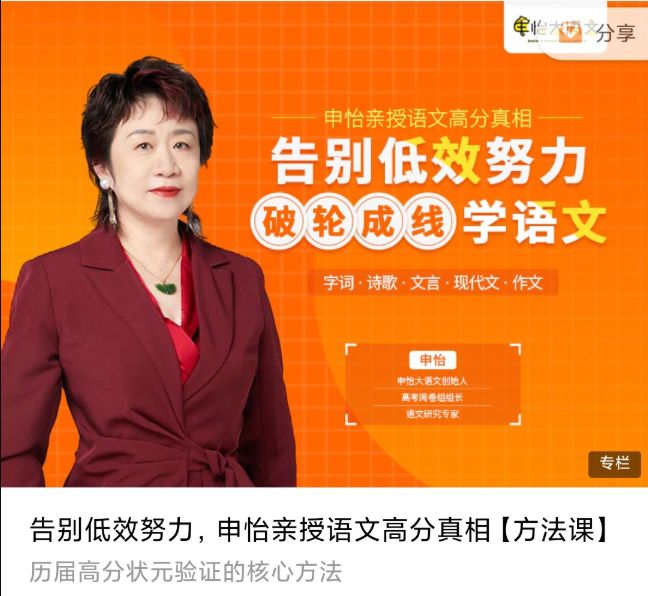 申怡大语文
分享
申怡亲授语文高分真相
告别低效努力
破轮成线学语文
字词·诗歌·文言·现代文·作文
申怡
申怡大语文创始人
高考阅卷组组长
语文研究专家
专栏
告别低效努力，申怡亲授语文高分真相【方法课】
历届高分状元验证的核心方法